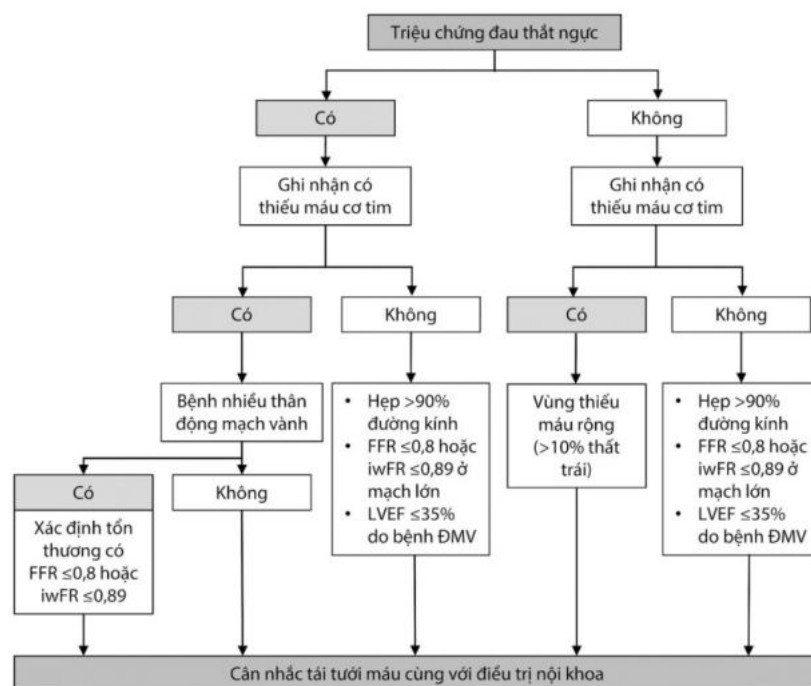 Triệu chứng đau thắt ngực
Có
Không
Ghi nhận có
thiếu máu cơ tim
Ghi nhận có
thiếu máu cơ tim
Có
Không
Có
Không
Bệnh nhiều thân
động mạch vành
• Hẹp >90%
đường kính
• FFR ≤0,8 hoặc
iwFR ≤0,89 ở
mạch lớn
• LVEF ≤35%
do bệnh ĐMV
Vùng thiếu
máu rộng
(>10% thất
trái)
• Hẹp >90%
đường kính
• FFR ≤0,8 hoặc
iwFR ≤0,89 ở
mạch lớn
• LVEF ≤35%
do bệnh ĐMV
Có
Không
Xác định tổn
thương có
FFR ≤0,8 hoặc
iwFR ≤0,89
Cân nhắc tái tưới máu cùng với điều trị nội khoa